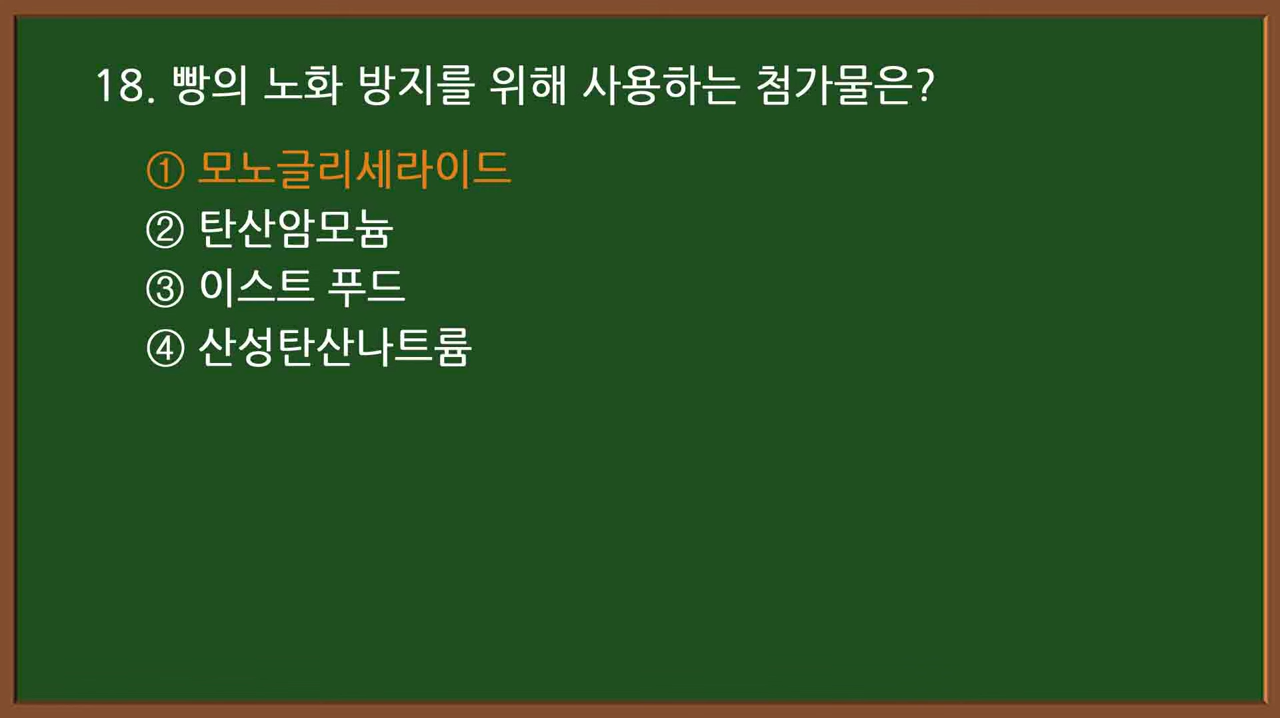 18. 빵의 노화 방지를 위해 사용하는 첨가물은?
① 모노글리세라이드
② 탄산암모늄
③ 이스트 푸드
④ 산성탄산나트륨